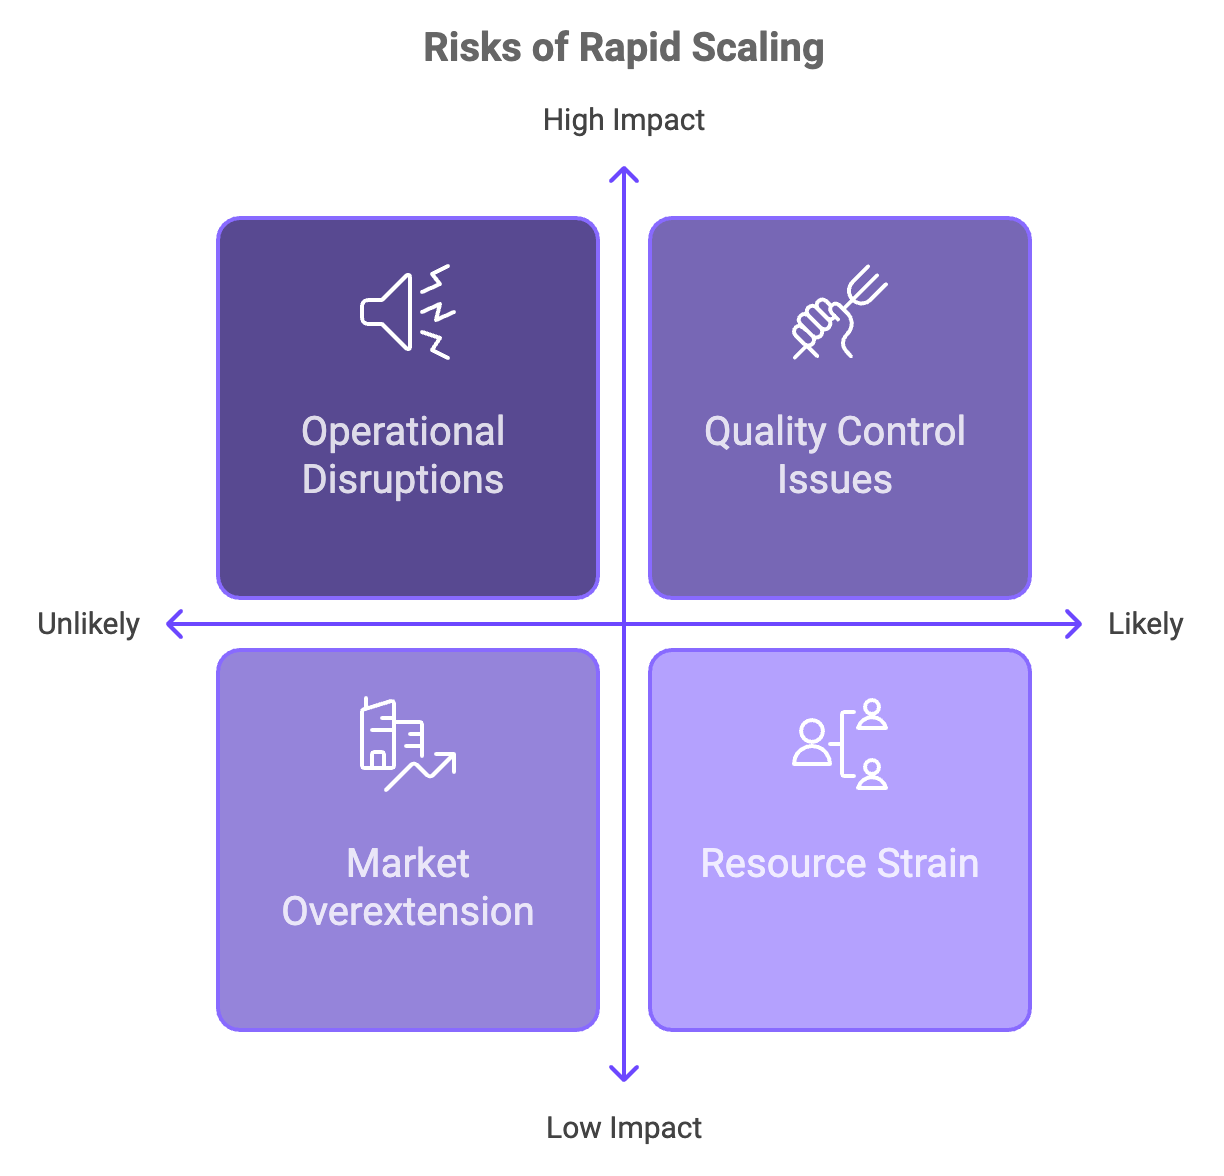 Risks of Rapid Scaling
High Impact
Operational
Disruptions
Quality Control
Issues
Unlikely
Likely
Market
Overextension
Resource Strain
Low Impact